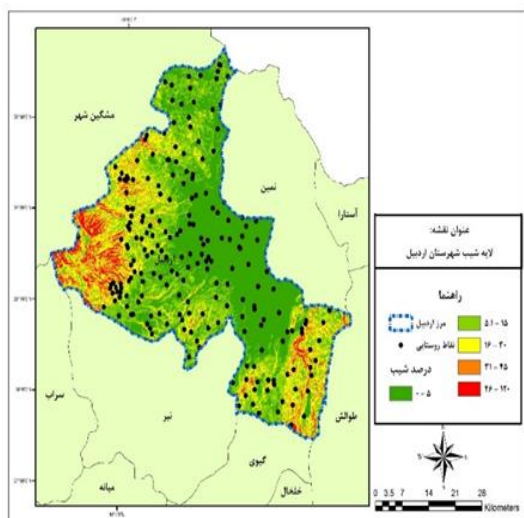 مشگین شهر
نمین
آستارا
اردبیل
سراب
نیر
طوالش
گیوی
میانه
خلخال
عنوان نقشه:
لایه شیب شهرستان اردبیل
راهنما
مرز اردبیل
نقاط روستایی
درصد شیب
۰ - ۵
۵.۱ - ۱۵
۱۶ - ۳۰
۳۱ - ۴۵
۴۶ - ۱۲۰
N
W
E
S
0 3.5 7 14 21 28
Kilometers